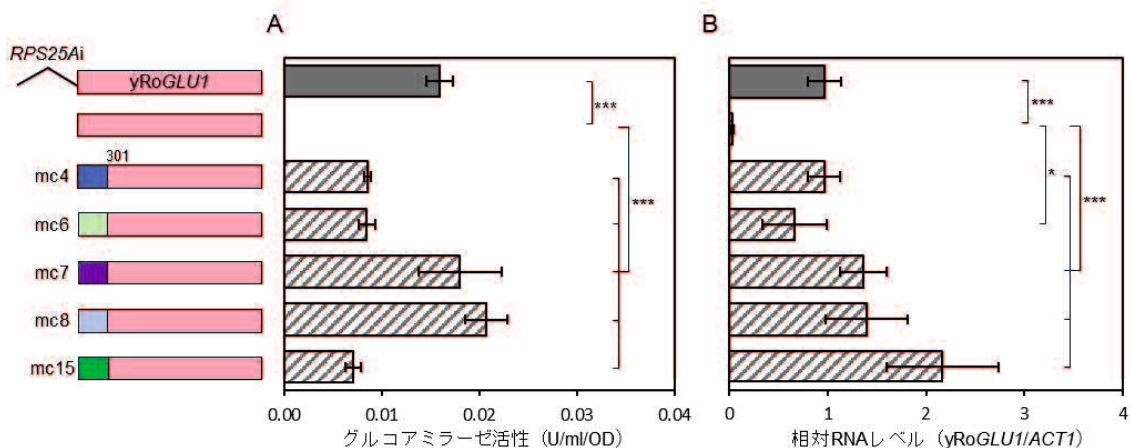 A
B
RPS25Ai
yRoGLU1
***
***
301
mc4
*
mc6
***
***
mc7
mc8
mc15
0.00 0.01 0.02 0.03 0.04
0 1 2 3 4
グルコアミラーゼ活性（U/ml/OD）
相対RNAレベル（yRoGLU1/ACT1）